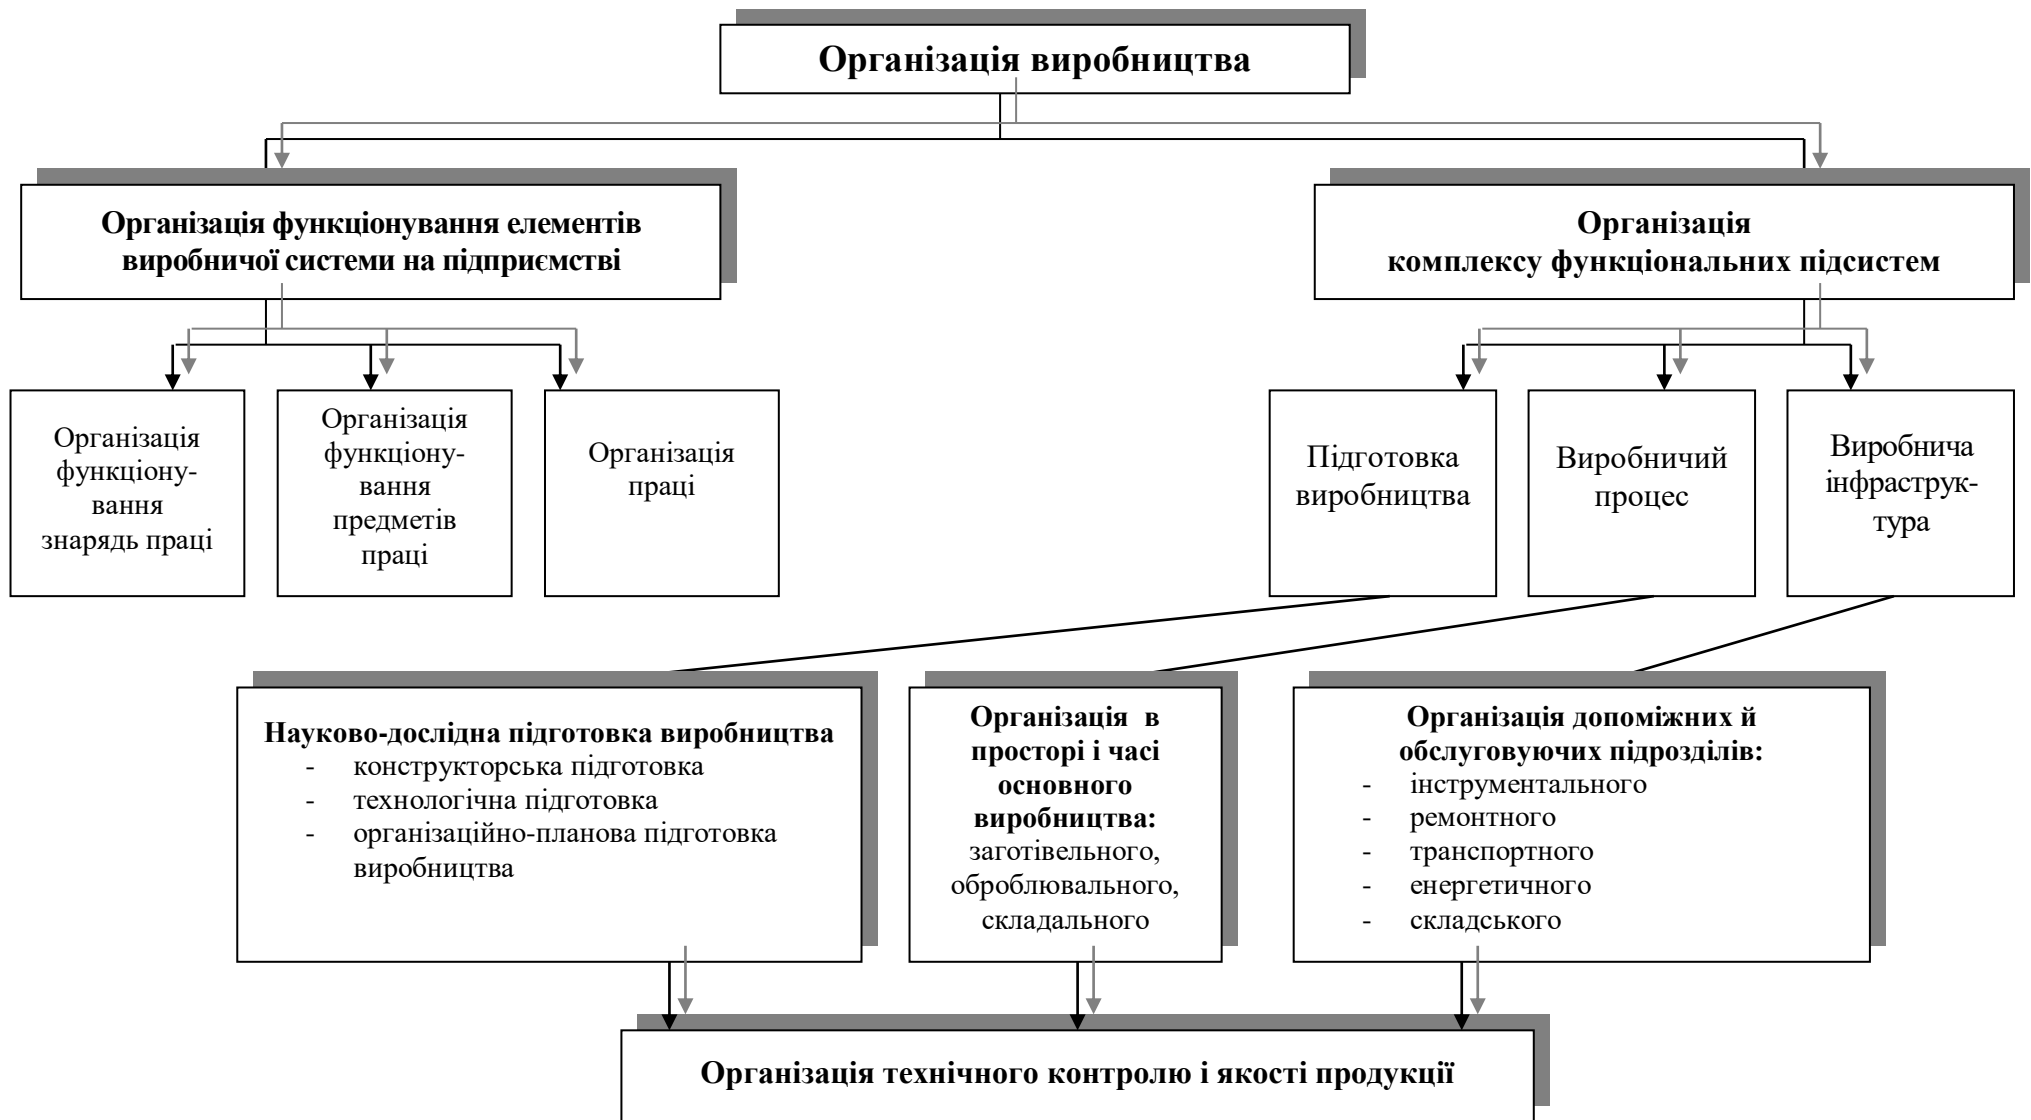 Організація виробництва
Організація функціонування елементів
виробничої системи на підприємстві
Організація
комплексу функціональних підсистем
Організація
функціону-
вання
знарядь праці
Організація
функціону-
вання
предметів
праці
Організація
праці
Підготовка
виробництва
Виробничий
процес
Виробнича
інфраструк-
тура
Науково-дослідна підготовка виробництва
- конструкторська підготовка
- технологічна підготовка
- організаційно-планова підготовка
виробництва
Організація в
просторі і часі
основного
виробництва:
заготівельного,
оброблювального,
складального
Організація допоміжних й
обслуговуючих підрозділів:
- інструментального
- ремонтного
- транспортного
- енергетичного
- складського
Організація технічного контролю і якості продукції